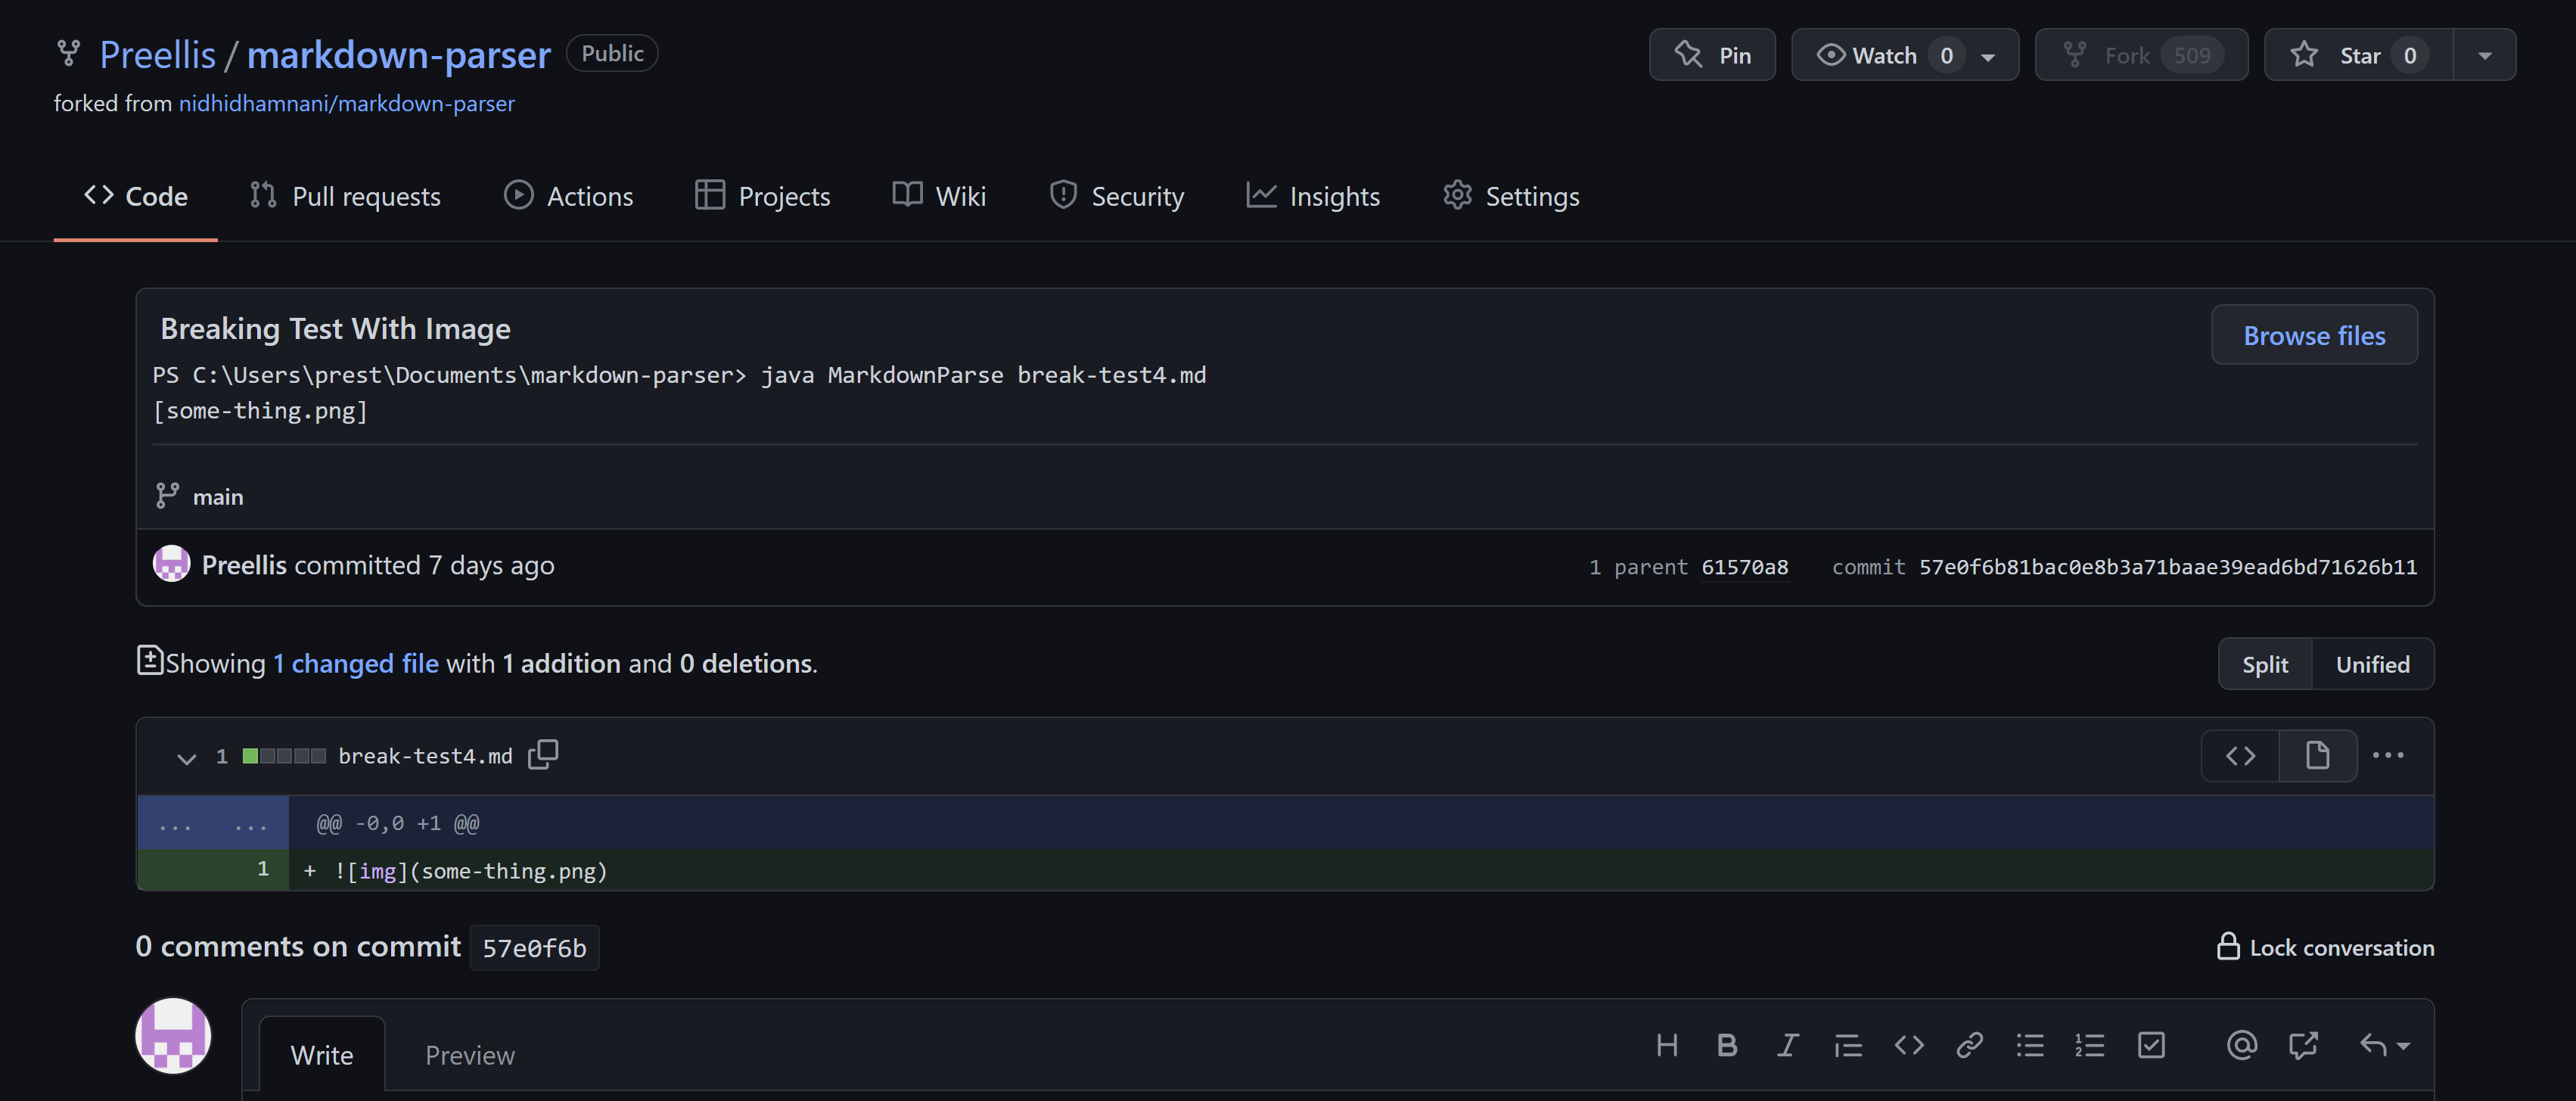 Preellis / markdown-parser Public
Pin
Watch 0
Fork 509
Star 0
forked from nidhidhamnani/markdown-parser
Code
Pull requests
Actions
Projects
Wiki
Security
Insights
Settings
Breaking Test With Image
Browse files
PS C:\Users\prest\Documents\markdown-parser> java MarkdownParse break-test4.md
[some-thing.png]
main
Preellis committed 7 days ago
1 parent 61570a8 commit 57e0f6b81bac0e8b3a71baae39ead6bd71626b11
Showing 1 changed file with 1 addition and 0 deletions.
Split
Unified
1 break-test4.md
... ... @@ -0,0 +1 @@
1 + ![img](some-thing.png)
0 comments on commit 57e0f6b
Lock conversation
Write
Preview